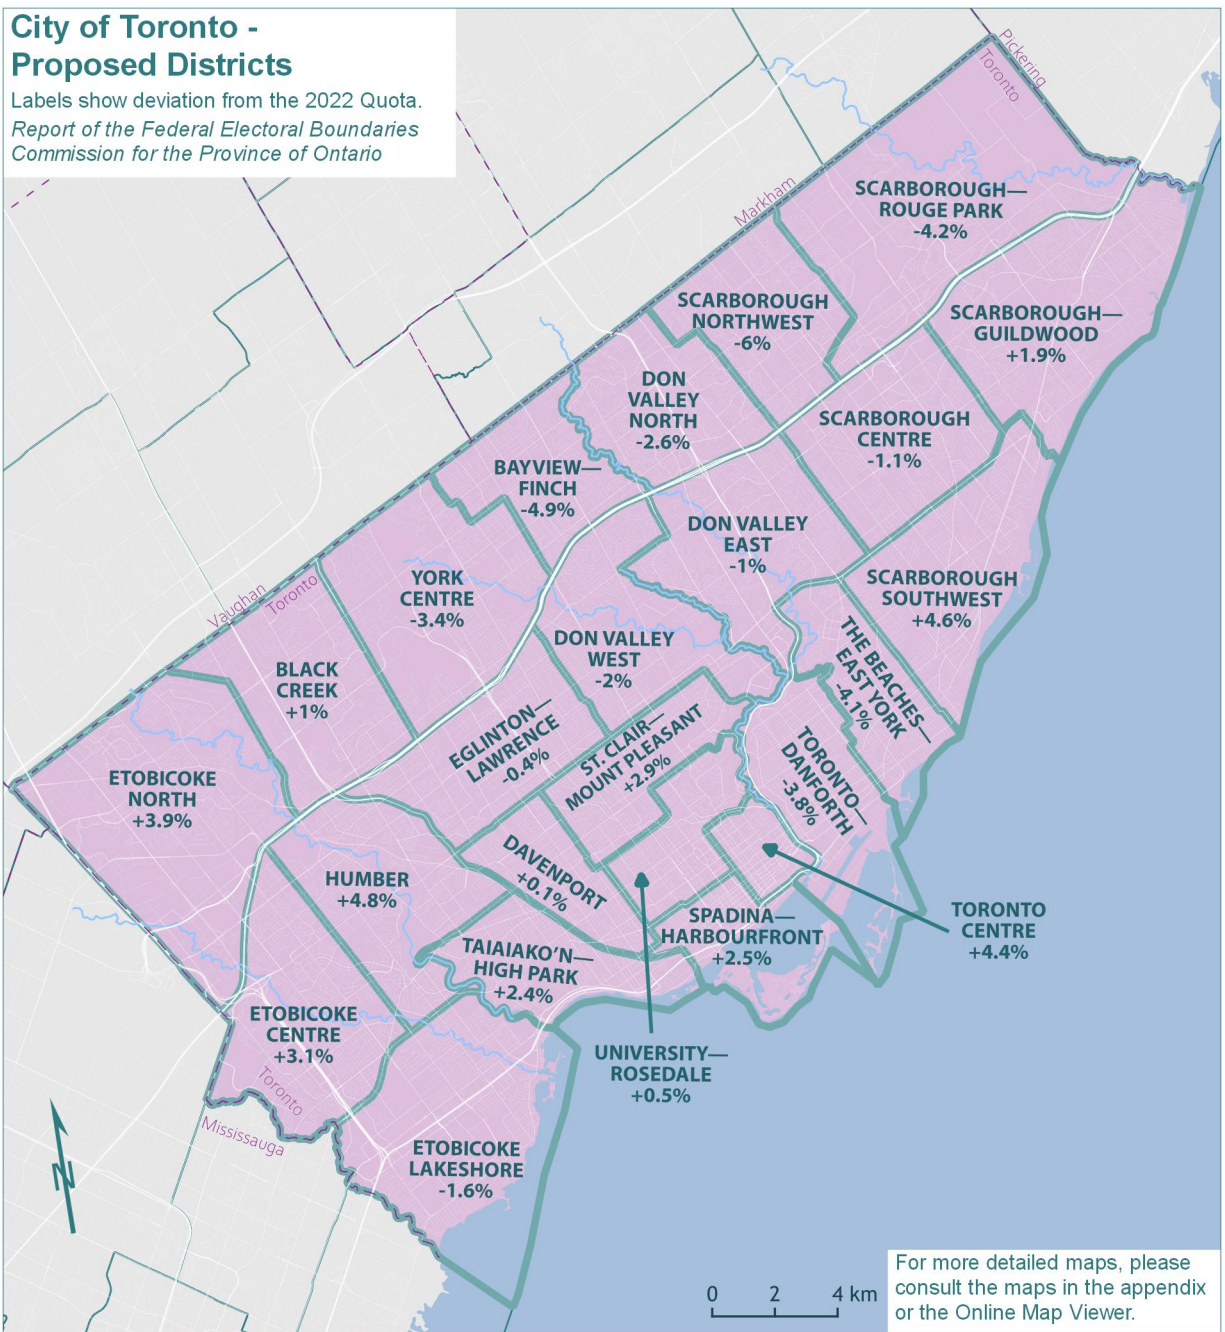 City of Toronto -
Proposed Districts
Labels show deviation from the 2022 Quota.
Report of the Federal Electoral Boundaries
Commission for the Province of Ontario
Pickering
Toronto
Markham
SCARBOROUGH—
ROUGE PARK
-4.2%
SCARBOROUGH
NORTHWEST
-6%
SCARBOROUGH—
GUILDWOOD
+1.9%
DON
VALLEY
NORTH
-2.6%
SCARBOROUGH
CENTRE
-1.1%
BAYVIEW—
FINCH
-4.9%
DON VALLEY
EAST
-1%
Vaughan
Toronto
YORK
CENTRE
-3.4%
SCARBOROUGH
SOUTHWEST
+4.6%
DON VALLEY
WEST
-2%
THE BEACHES—
EAST YORK
-4.1%
BLACK
CREEK
+1%
EGLINTON—
LAWRENCE
-0.4%
ST. CLAIR—
MOUNT PLEASANT
+2.9%
TORONTO—
DANFORTH
-3.8%
ETOBICOKE
NORTH
+3.9%
HUMBER
+4.8%
DAVENPORT
+0.1%
SPADINA—
HARBOURFRONT
+2.5%
TORONTO
CENTRE
+4.4%
TAIAIAKO'N—
HIGH PARK
+2.4%
ETOBICOKE
CENTRE
+3.1%
UNIVERSITY—
ROSEDALE
+0.5%
Toronto
Mississauga
ETOBICOKE
LAKESHORE
-1.6%
N
0 2 4 km
For more detailed maps, please
consult the maps in the appendix
or the Online Map Viewer.